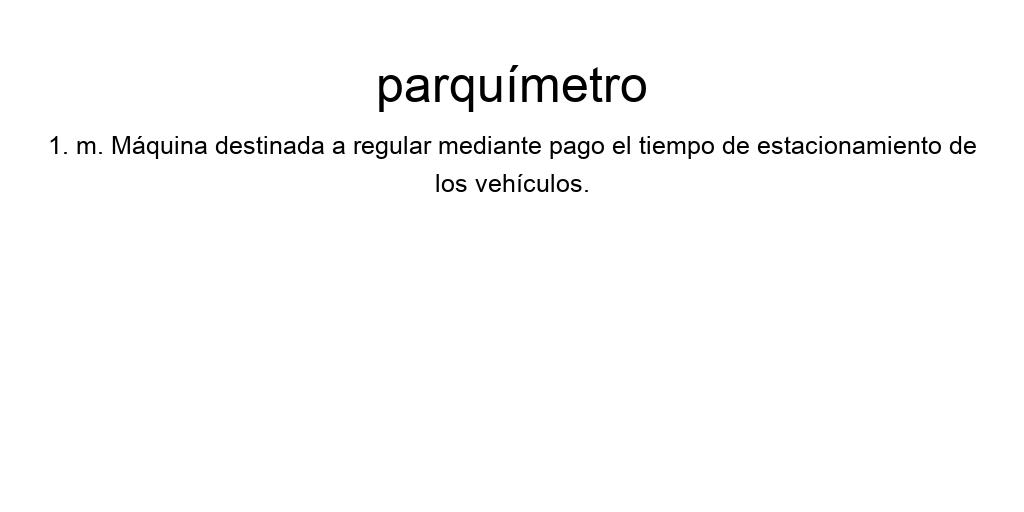 parquímetro
1. m. Máquina destinada a regular mediante pago el tiempo de estacionamiento de
los vehículos.